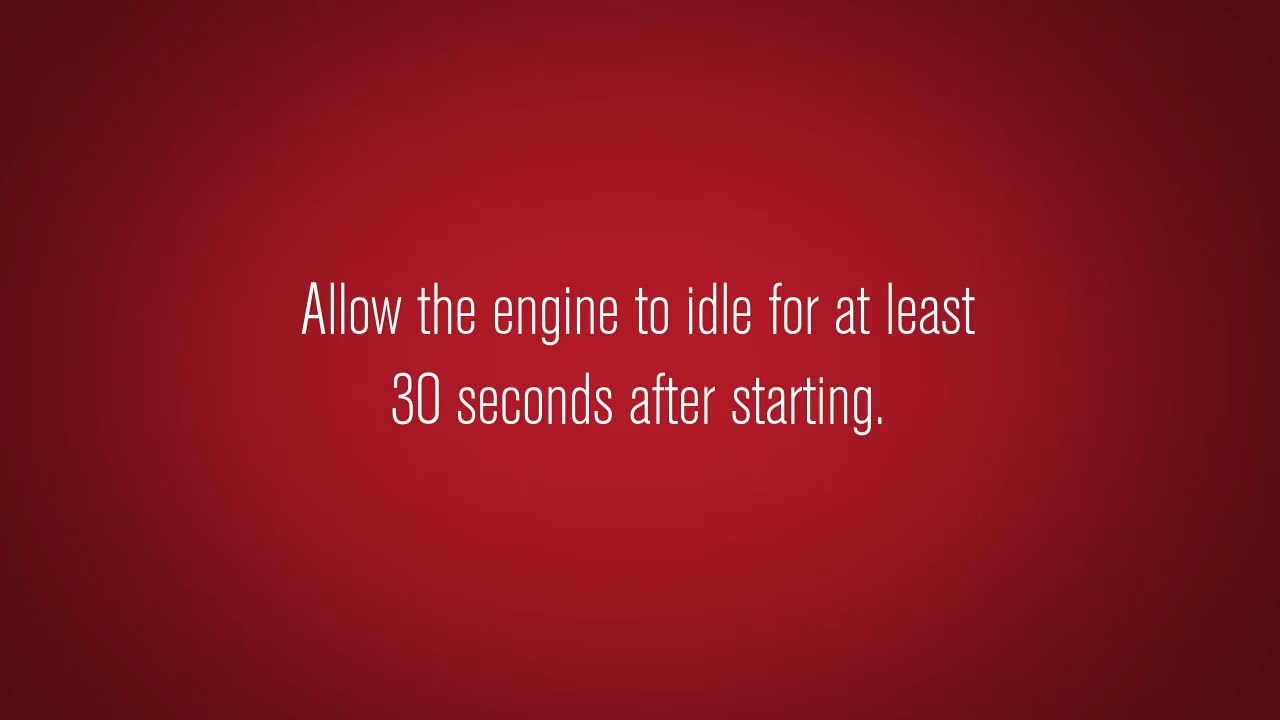 Allow the engine to idle for at least
30 seconds after starting.